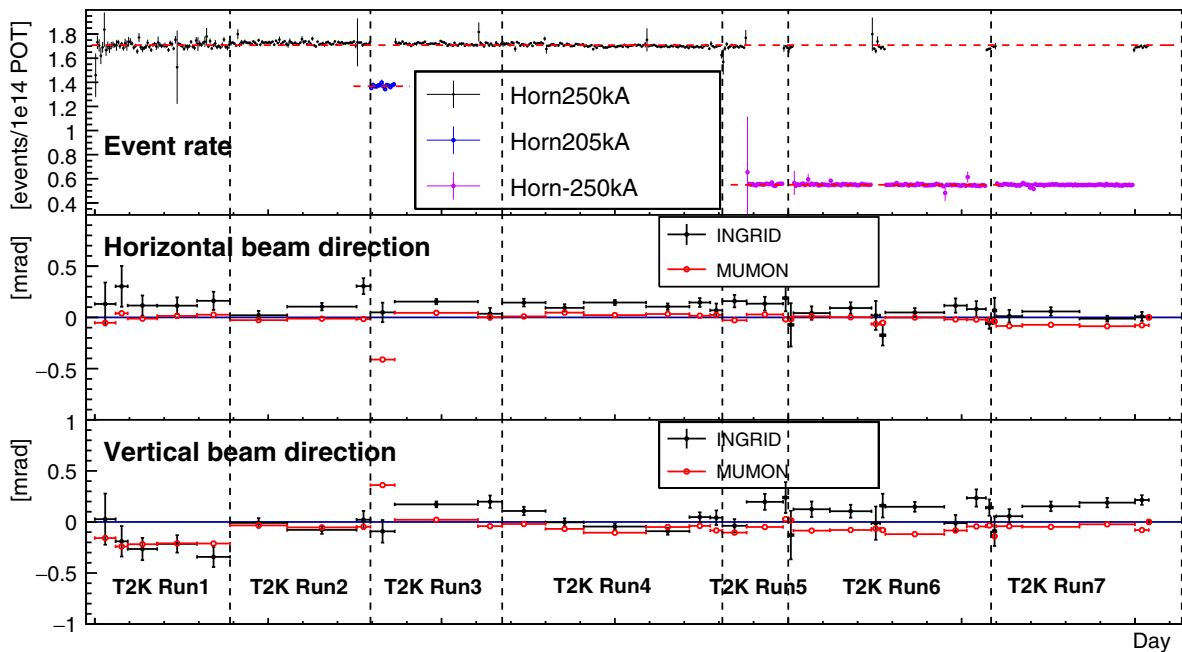 [events/1e14 POT]
1.8
1.6
1.4
1.2
1
0.8
0.6
0.4
Event rate
Horn250kA
Horn205kA
Horn-250kA
[mrad]
0.5
0
−0.5
Horizontal beam direction
INGRID
MUMON
[mrad]
1
0.5
0
−0.5
−1
Vertical beam direction
INGRID
MUMON
T2K Run1 T2K Run2 T2K Run3 T2K Run4 T2K Run5 T2K Run6 T2K Run7
Day